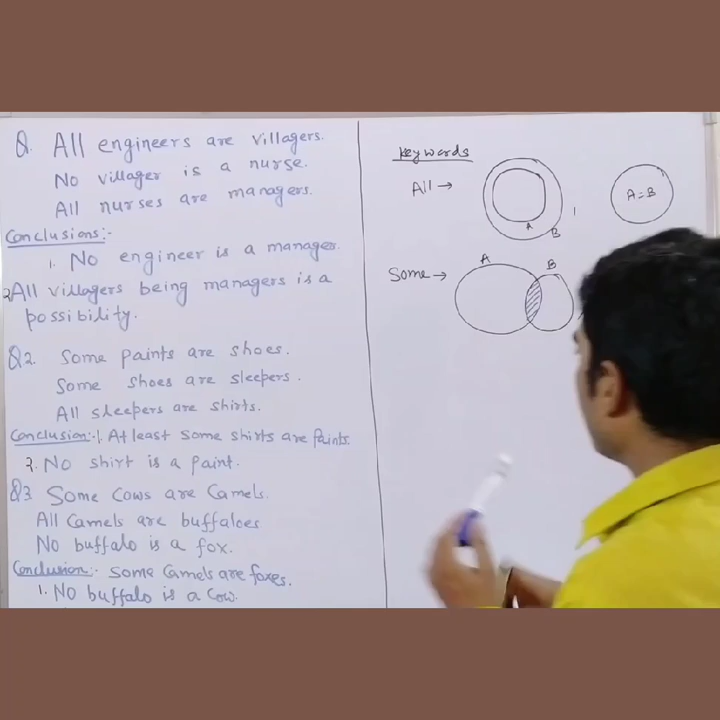 Q. All engineers are villagers.
No villager is a nurse.
All nurses are managers.
Conclusions:-
1. No engineer is a manager.
2. All villagers being managers is a
possibility.
Q2. Some paints are shoes.
Some shoes are sleepers.
All sleepers are shirts.
Conclusion:- 1. At least some shirts are Paints.
2. No shirt is a paint.
Q3 Some Cows are Camels.
All Camels are buffaloes
No buffalo is a fox.
Conclusion:- Some Camels are foxes.
1. No buffalo is a Cow.
Keywords
All →
A
B
A=B
Some →
A
B